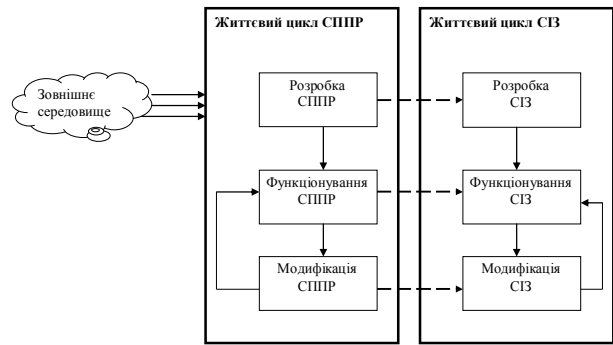 Життєвий цикл СППР
Життєвий цикл СІЗ
Зовнішнє
середовище
Розробка
СППР
Розробка
СІЗ
Функціонування
СППР
Функціонування
СІЗ
Модифікація
СППР
Модифікація
СІЗ